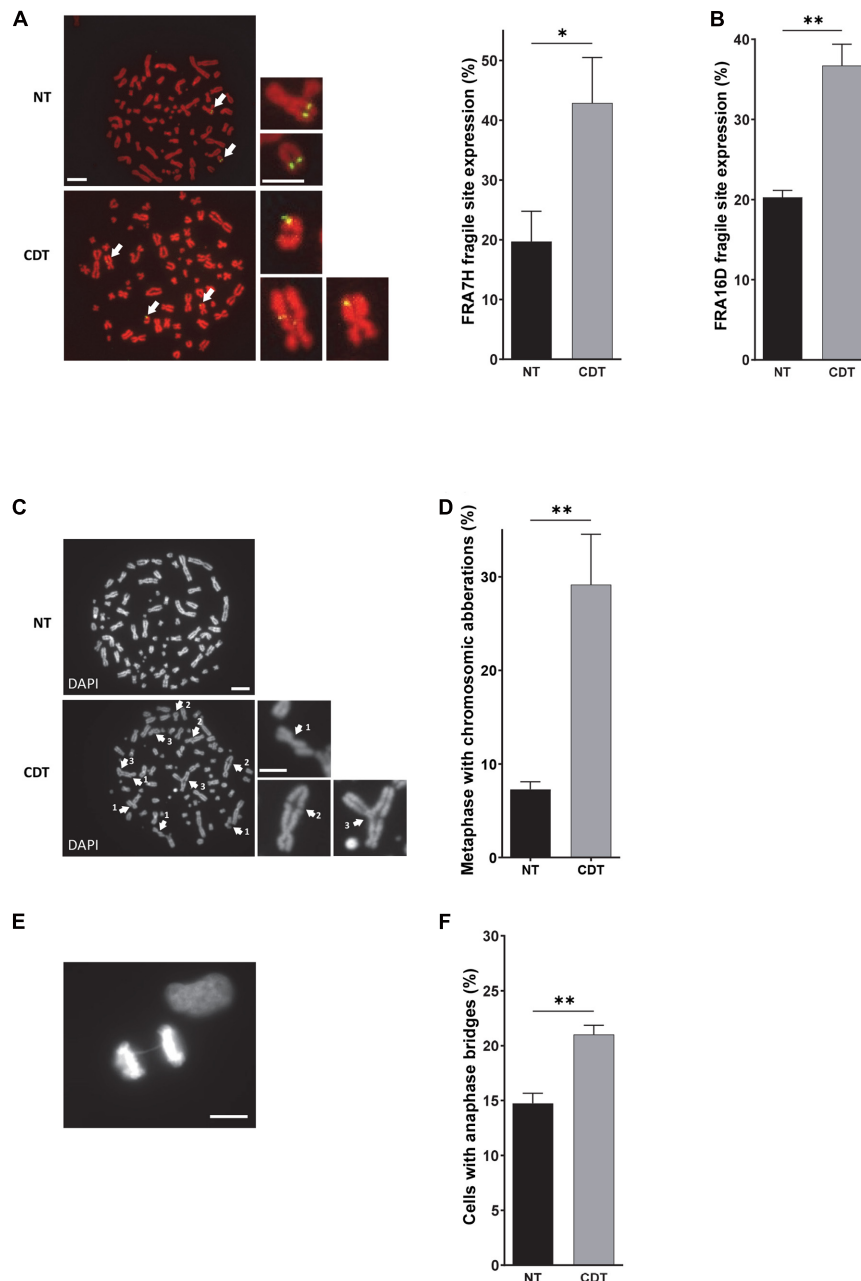 A
NT
CDT
*
FRA7H fragile site expression (%)
50
40
30
20
10
0
NT
CDT
B
**
FRA16D fragile site expression (%)
40
30
20
10
0
NT
CDT
C
NT
DAPI
CDT
2
2
3
3
2
1
3
1
1
1
DAPI
1
2
3
D
**
Metaphase with chromosomic abberations (%)
30
20
10
0
NT
CDT
E
F
**
Cells with anaphase bridges (%)
30
25
20
15
10
5
0
NT
CDT